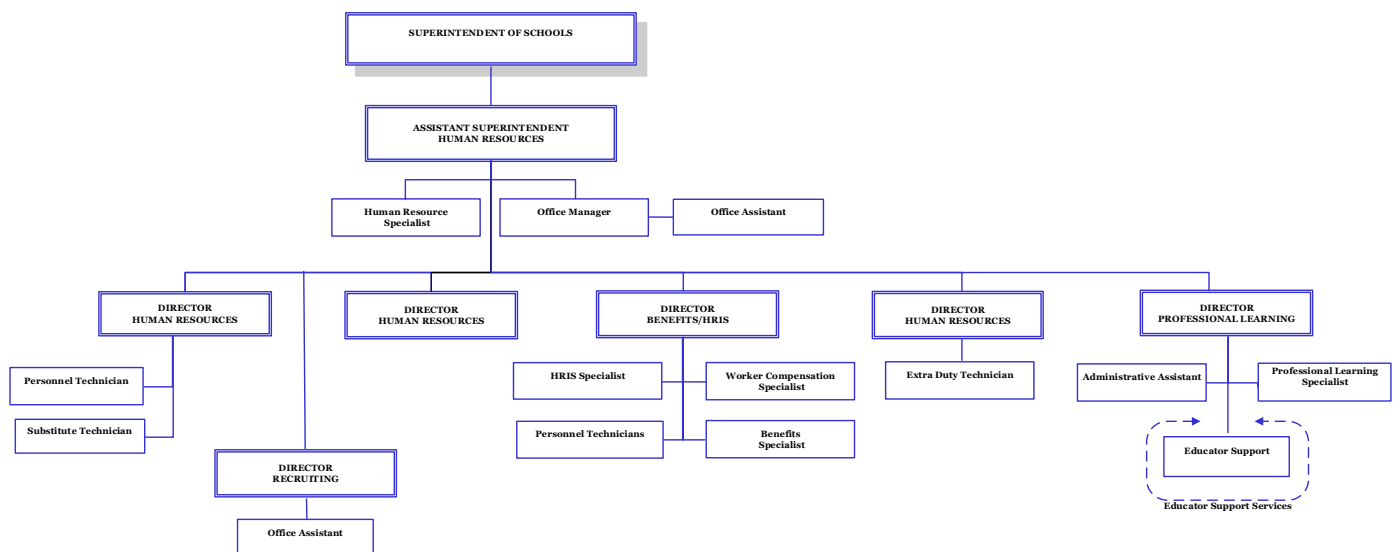 SUPERINTENDENT OF SCHOOLS
ASSISTANT SUPERINTENDENT
HUMAN RESOURCES
Human Resource
Specialist
Office Manager
Office Assistant
DIRECTOR
HUMAN RESOURCES
DIRECTOR
HUMAN RESOURCES
DIRECTOR
BENEFITS/HRIS
DIRECTOR
HUMAN RESOURCES
DIRECTOR
PROFESSIONAL LEARNING
Personnel Technician
Substitute Technician
HRIS Specialist
Worker Compensation
Specialist
Personnel Technicians
Benefits
Specialist
Extra Duty Technician
Administrative Assistant
Professional Learning
Specialist
Educator Support
Educator Support Services
DIRECTOR
RECRUITING
Office Assistant